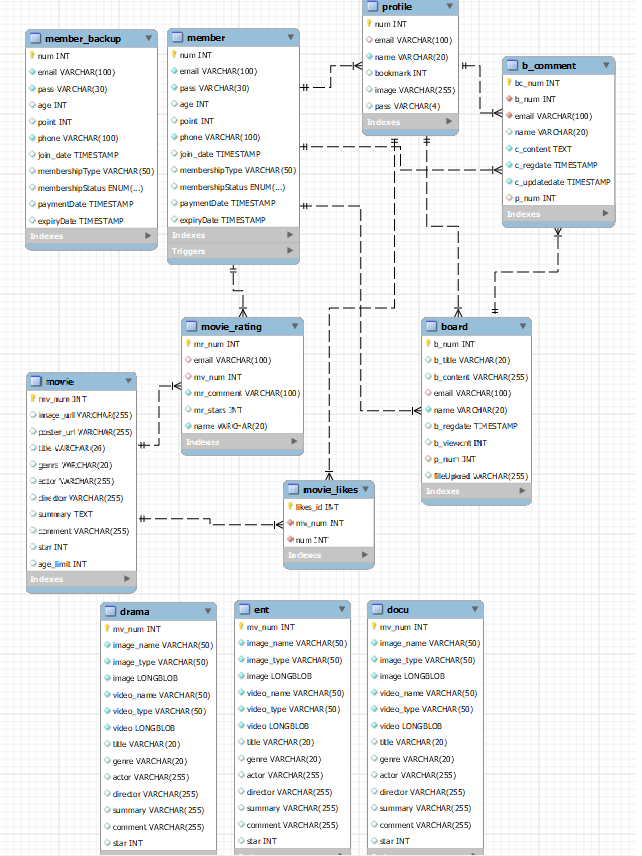 profile
num INT
email VARCHAR(100)
name VARCHAR(20)
bookmark INT
image VARCHAR(255)
pass VARCHAR(4)
Indexes
member_backup
num INT
email VARCHAR(100)
pass VARCHAR(30)
age INT
point INT
phone VARCHAR(100)
join_date TIMESTAMP
membershipType VARCHAR(50)
membershipStatus ENUM(...)
paymentDate TIMESTAMP
expiryDate TIMESTAMP
Indexes
member
num INT
email VARCHAR(100)
pass VARCHAR(30)
age INT
point INT
phone VARCHAR(100)
join_date TIMESTAMP
membershipType VARCHAR(50)
membershipStatus ENUM(...)
paymentDate TIMESTAMP
expiryDate TIMESTAMP
Indexes
Triggers
b_comment
bc_num INT
b_num INT
email VARCHAR(100)
name VARCHAR(20)
c_content TEXT
c_regdate TIMESTAMP
c_updatedate TIMESTAMP
p_num INT
Indexes
movie_rating
mr_num INT
email VARCHAR(100)
mv_num INT
mr_comment VARCHAR(100)
mr_stars INT
name VARCHAR(20)
Indexes
board
b_num INT
b_title VARCHAR(20)
b_content VARCHAR(255)
email VARCHAR(100)
name VARCHAR(20)
b_regdate TIMESTAMP
b_viewcnt INT
p_num INT
fileUpload VARCHAR(255)
Indexes
movie
mv_num INT
image_url VARCHAR(255)
poster_url VARCHAR(255)
title VARCHAR(26)
genre VARCHAR(20)
actor VARCHAR(255)
director VARCHAR(255)
summary TEXT
comment VARCHAR(255)
star INT
age_limit INT
Indexes
movie_likes
likes_id INT
mv_num INT
num INT
Indexes
drama
mv_num INT
image_name VARCHAR(50)
image_type VARCHAR(50)
image LONGBLOB
video_name VARCHAR(50)
video_type VARCHAR(50)
video LONGBLOB
title VARCHAR(20)
genre VARCHAR(20)
actor VARCHAR(255)
director VARCHAR(255)
summary VARCHAR(255)
comment VARCHAR(255)
star INT
ent
mv_num INT
image_name VARCHAR(50)
image_type VARCHAR(50)
image LONGBLOB
video_name VARCHAR(50)
video_type VARCHAR(50)
video LONGBLOB
title VARCHAR(20)
genre VARCHAR(20)
actor VARCHAR(255)
director VARCHAR(255)
summary VARCHAR(255)
comment VARCHAR(255)
star INT
docu
mv_num INT
image_name VARCHAR(50)
image_type VARCHAR(50)
image LONGBLOB
video_name VARCHAR(50)
video_type VARCHAR(50)
video LONGBLOB
title VARCHAR(20)
genre VARCHAR(20)
actor VARCHAR(255)
director VARCHAR(255)
summary VARCHAR(255)
comment VARCHAR(255)
star INT